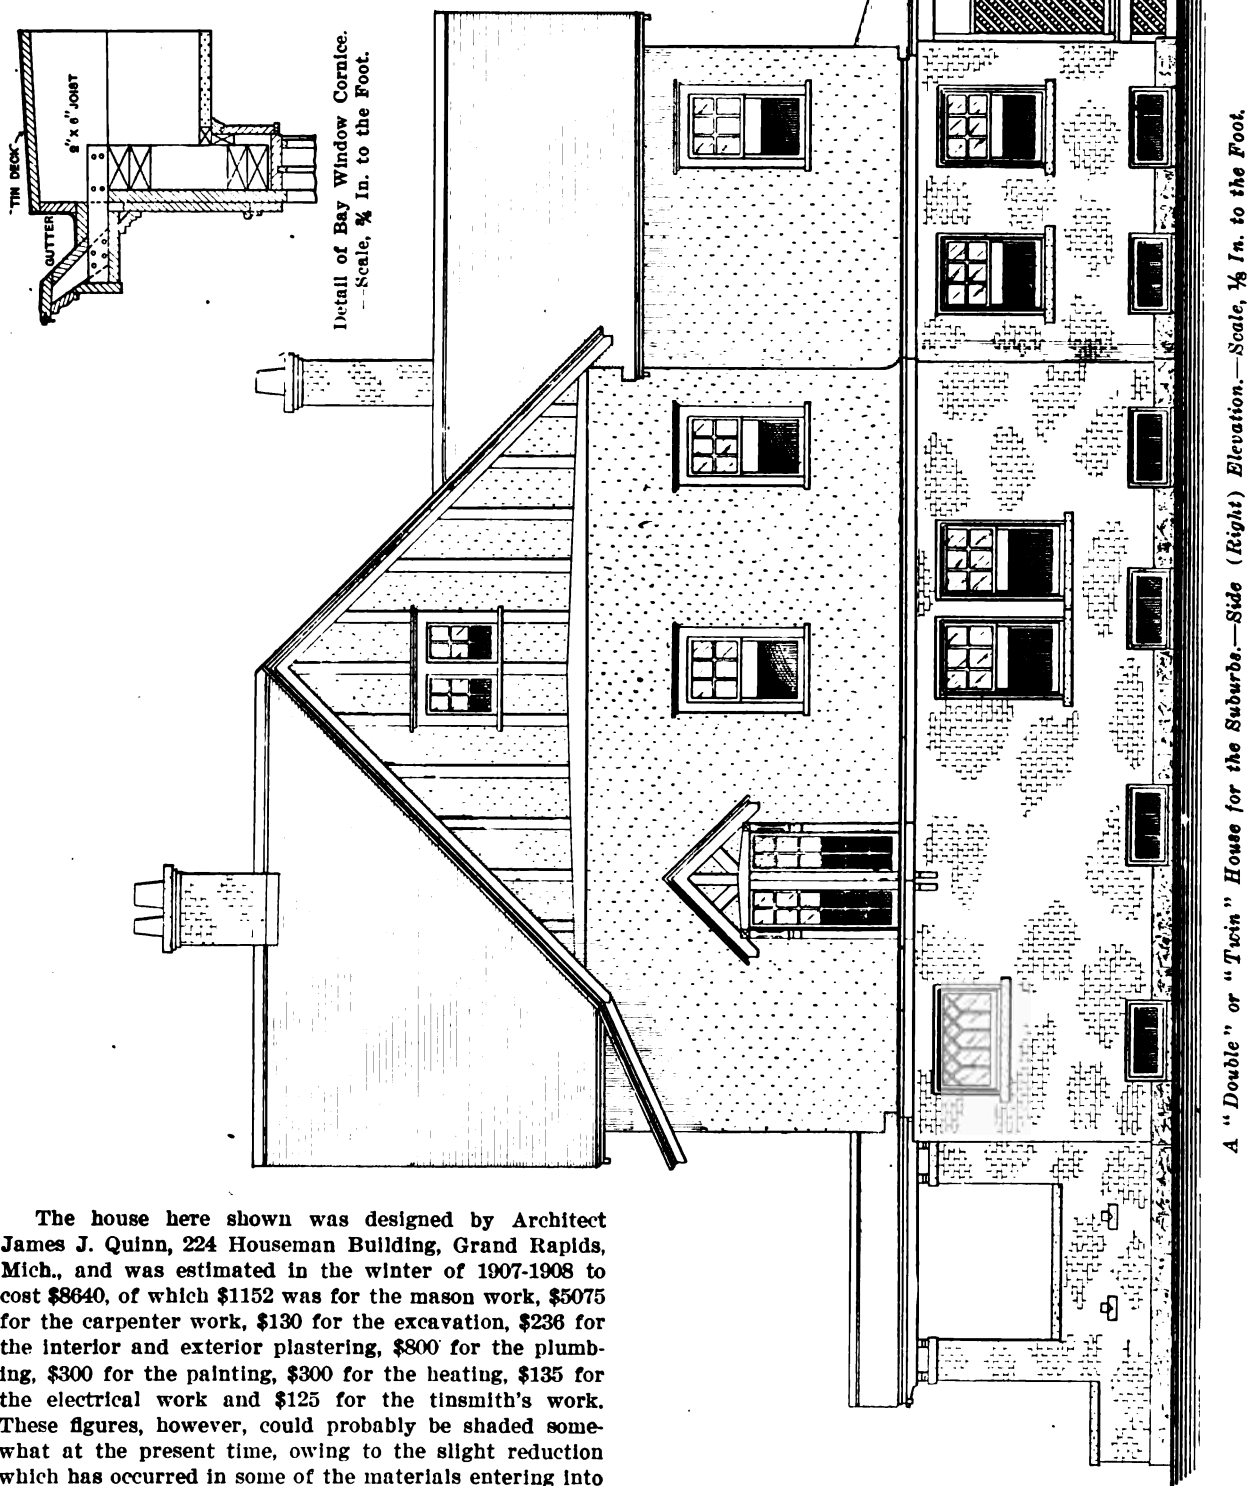 "TIN DECK
2" x 6" JOIST
GUTTER
Detail of Bay Window Cornice.
—Scale, ¾ In. to the Foot.
A "Double" or "Twin" House for the Suburbs.—Side (Right) Elevation.—Scale, ⅛ In. to the Foot.
The house here shown was designed by Architect
James J. Quinn, 224 Houseman Building, Grand Rapids,
Mich., and was estimated in the winter of 1907-1908 to
cost $8640, of which $1152 was for the mason work, $5075
for the carpenter work, $130 for the excavation, $236 for
the interior and exterior plastering, $800 for the plumb-
ing, $300 for the painting, $300 for the heating, $135 for
the electrical work and $125 for the tinsmith's work.
These figures, however, could probably be shaded some-
what at the present time, owing to the slight reduction
which has occurred in some of the materials entering into